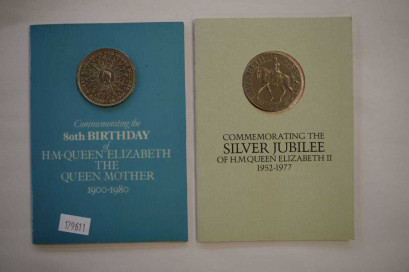 Commemorating the
80th BIRTHDAY
of
H·M·QUEEN ELIZABETH
THE
QUEEN MOTHER
1900-1980
179611
COMMEMORATING THE
SILVER JUBILEE
OF H.M.QUEEN ELIZABETH II
1952-1977